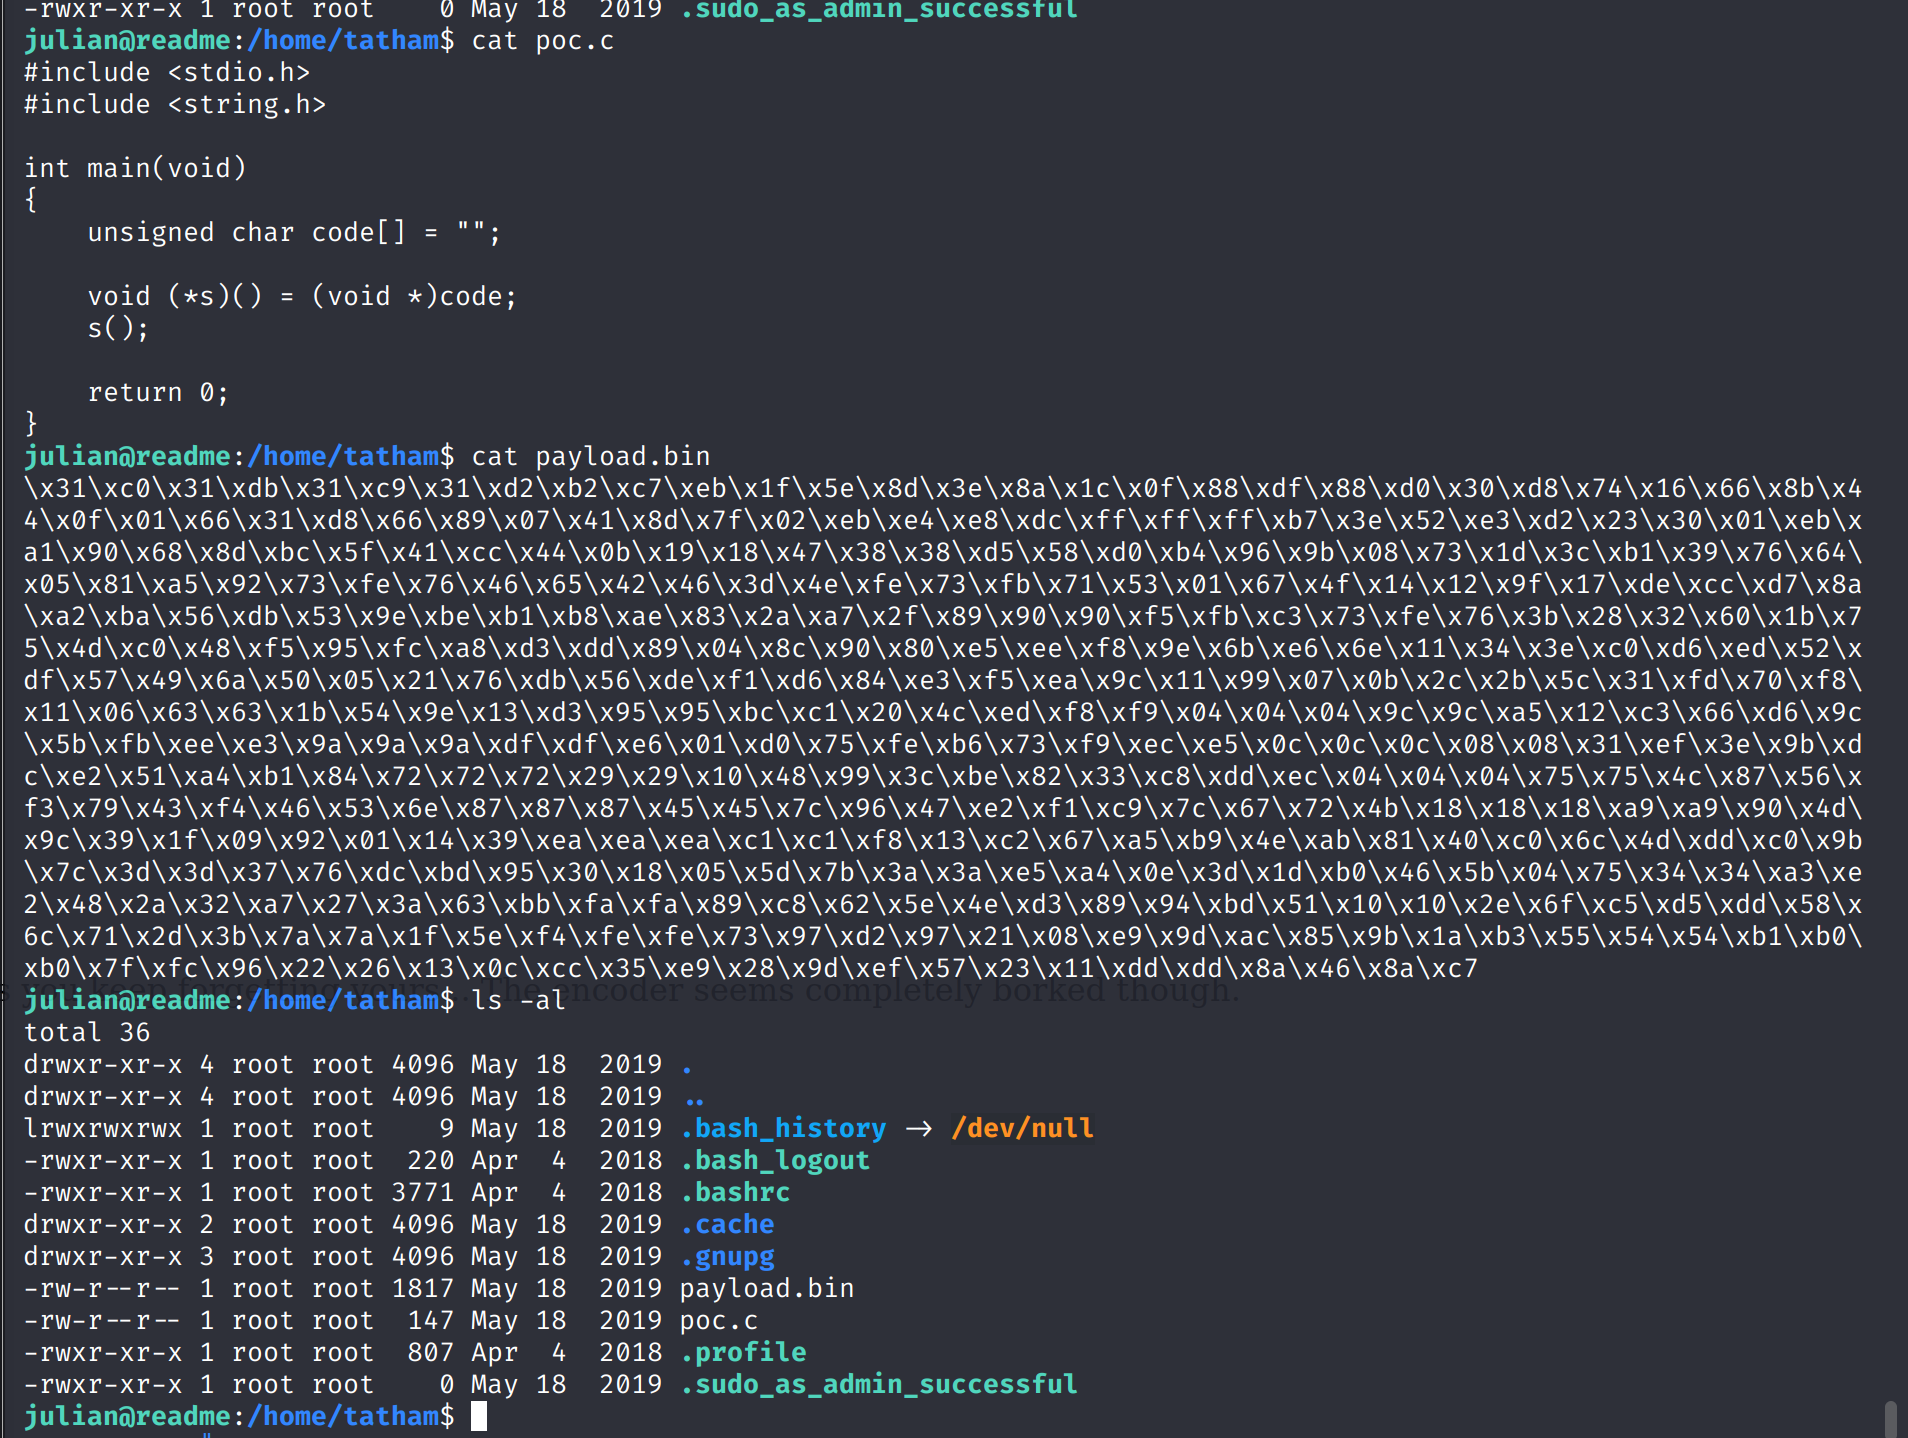 -rwxr-xr-x 1 root root    0 May 18  2019 .sudo_as_admin_successful
julian@readme:/home/tatham$ cat poc.c
#include <stdio.h>
#include <string.h>
int main(void)
{
    unsigned char code[] = "";
    void (*s)() = (void *)code;
    s();
    return 0;
}
julian@readme:/home/tatham$ cat payload.bin
\x31\xc0\x31\xdb\x31\xc9\x31\xd2\xb2\xc7\xeb\x1f\x5e\x8d\x3e\x8a\x1c\x0f\x88\xdf\x88\xd0\x30\xd8\x74\x16\x66\x8b\x4
4\x0f\x01\x66\x31\xd8\x66\x89\x07\x41\x8d\x7f\x02\xeb\xe4\xe8\xdc\xff\xff\xff\xb7\x3e\x52\xe3\xd2\x23\x30\x01\xeb\x
a1\x90\x68\x8d\xbc\x5f\x41\xcc\x44\x0b\x19\x18\x47\x38\x38\xd5\x58\xd0\xb4\x96\x9b\x08\x73\x1d\x3c\xb1\x39\x76\x64\
x05\x81\xa5\x92\x73\xfe\x76\x46\x65\x42\x46\x3d\x4e\xfe\x73\xfb\x71\x53\x01\x67\x4f\x14\x12\x9f\x17\xde\xcc\xd7\x8a
\xa2\xba\x56\xdb\x53\x9e\xbe\xb1\xb8\xae\x83\x2a\xa7\x2f\x89\x90\x90\xf5\xfb\xc3\x73\xfe\x76\x3b\x28\x32\x60\x1b\x7
5\x4d\xc0\x48\xf5\x95\xfc\xa8\xd3\xdd\x89\x04\x8c\x90\x80\xe5\xee\xf8\x9e\x6b\xe6\x6e\x11\x34\x3e\xc0\xd6\xed\x52\x
df\x57\x49\x6a\x50\x05\x21\x76\xdb\x56\xde\xf1\xd6\x84\xe3\xf5\xea\x9c\x11\x99\x07\x0b\x2c\x2b\x5c\x31\xfd\x70\xf8\
x11\x06\x63\x63\x1b\x54\x9e\x13\xd3\x95\x95\xbc\xc1\x20\x4c\xed\xf8\xf9\x04\x04\x04\x9c\x9c\xa5\x12\xc3\x66\xd6\x9c
\x5b\xfb\xee\xe3\x9a\x9a\x9a\xdf\xdf\xe6\x01\xd0\x75\xfe\xb6\x73\xf9\xec\xe5\x0c\x0c\x0c\x08\x08\x31\xef\x3e\x9b\xd
c\xe2\x51\xa4\xb1\x84\x72\x72\x72\x29\x29\x10\x48\x99\x3c\xbe\x82\x33\xc8\xdd\xec\x04\x04\x04\x75\x75\x4c\x87\x56\x
f3\x79\x43\xf4\x46\x53\x6e\x87\x87\x87\x45\x45\x7c\x96\x47\xe2\xf1\xc9\x7c\x67\x72\x4b\x18\x18\x18\xa9\xa9\x90\x4d\
x9c\x39\x1f\x09\x92\x01\x14\x39\xea\xea\xea\xc1\xc1\xf8\x13\xc2\x67\xa5\xb9\x4e\xab\x81\x40\xc0\x6c\x4d\xdd\xc0\x9b
\x7c\x3d\x3d\x37\x76\xdc\xbd\x95\x30\x18\x05\x5d\x7b\x3a\x3a\xe5\xa4\x0e\x3d\x1d\xb0\x46\x5b\x04\x75\x34\x34\xa3\xe
2\x48\x2a\x32\xa7\x27\x3a\x63\xbb\xfa\xfa\x89\xc8\x62\x5e\x4e\xd3\x89\x94\xbd\x51\x10\x10\x2e\x6f\xc5\xd5\xdd\x58\x
6c\x71\x2d\x3b\x7a\x7a\x1f\x5e\xf4\xfe\xfe\x73\x97\xd2\x97\x21\x08\xe9\x9d\xac\x85\x9b\x1a\xb3\x55\x54\x54\xb1\xb0\
xb0\x7f\xfc\x96\x22\x26\x13\x0c\xcc\x35\xe9\x28\x9d\xef\x57\x23\x11\xdd\xdd\x8a\x46\x8a\xc7
s you keep forgetting yours... The encoder seems completely borked though.
julian@readme:/home/tatham$ ls -al
total 36
drwxr-xr-x 4 root root 4096 May 18  2019 .
drwxr-xr-x 4 root root 4096 May 18  2019 ..
lrwxrwxrwx 1 root root    9 May 18  2019 .bash_history -> /dev/null
-rwxr-xr-x 1 root root  220 Apr  4  2018 .bash_logout
-rwxr-xr-x 1 root root 3771 Apr  4  2018 .bashrc
drwxr-xr-x 2 root root 4096 May 18  2019 .cache
drwxr-xr-x 3 root root 4096 May 18  2019 .gnupg
-rw-r--r-- 1 root root 1817 May 18  2019 payload.bin
-rw-r--r-- 1 root root  147 May 18  2019 poc.c
-rwxr-xr-x 1 root root  807 Apr  4  2018 .profile
-rwxr-xr-x 1 root root    0 May 18  2019 .sudo_as_admin_successful
julian@readme:/home/tatham$